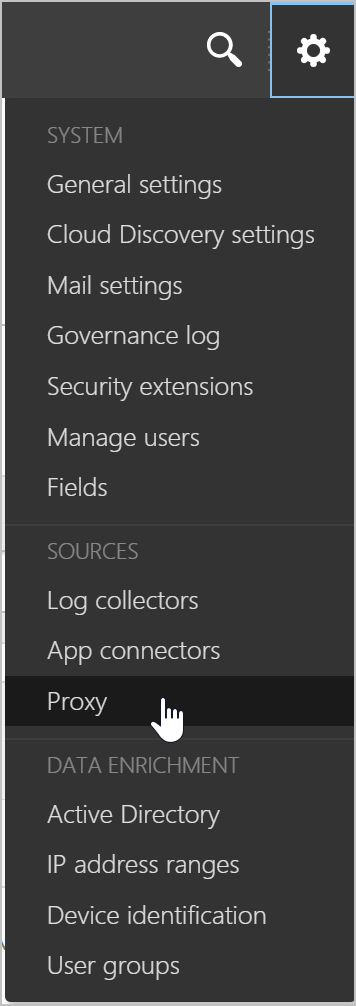 SYSTEM
General settings
Cloud Discovery settings
Mail settings
Governance log
Security extensions
Manage users
Fields
SOURCES
Log collectors
App connectors
Proxy
DATA ENRICHMENT
Active Directory
IP address ranges
Device identification
User groups